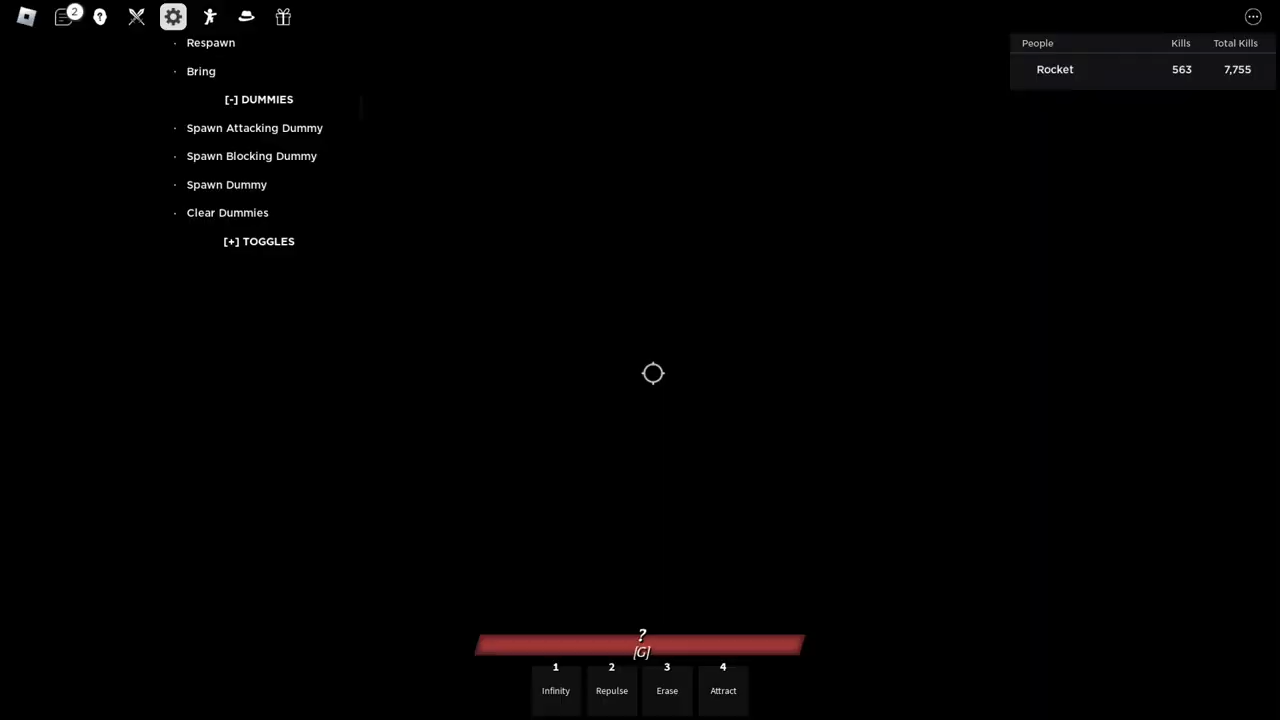 2
People Kills Total Kills
Rocket 563 7,755
· Respawn
· Bring
[-] DUMMIES
· Spawn Attacking Dummy
· Spawn Blocking Dummy
· Spawn Dummy
· Clear Dummies
[+] TOGGLES
?
[G]
1 2 3 4
Infinity Repulse Erase Attract